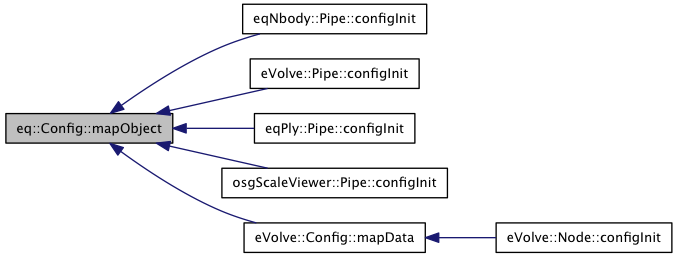 eqNbody::Pipe::configInit
eVolve::Pipe::configInit
eq::Config::mapObject
eqPly::Pipe::configInit
osgScaleViewer::Pipe::configInit
eVolve::Config::mapData
eVolve::Node::configInit